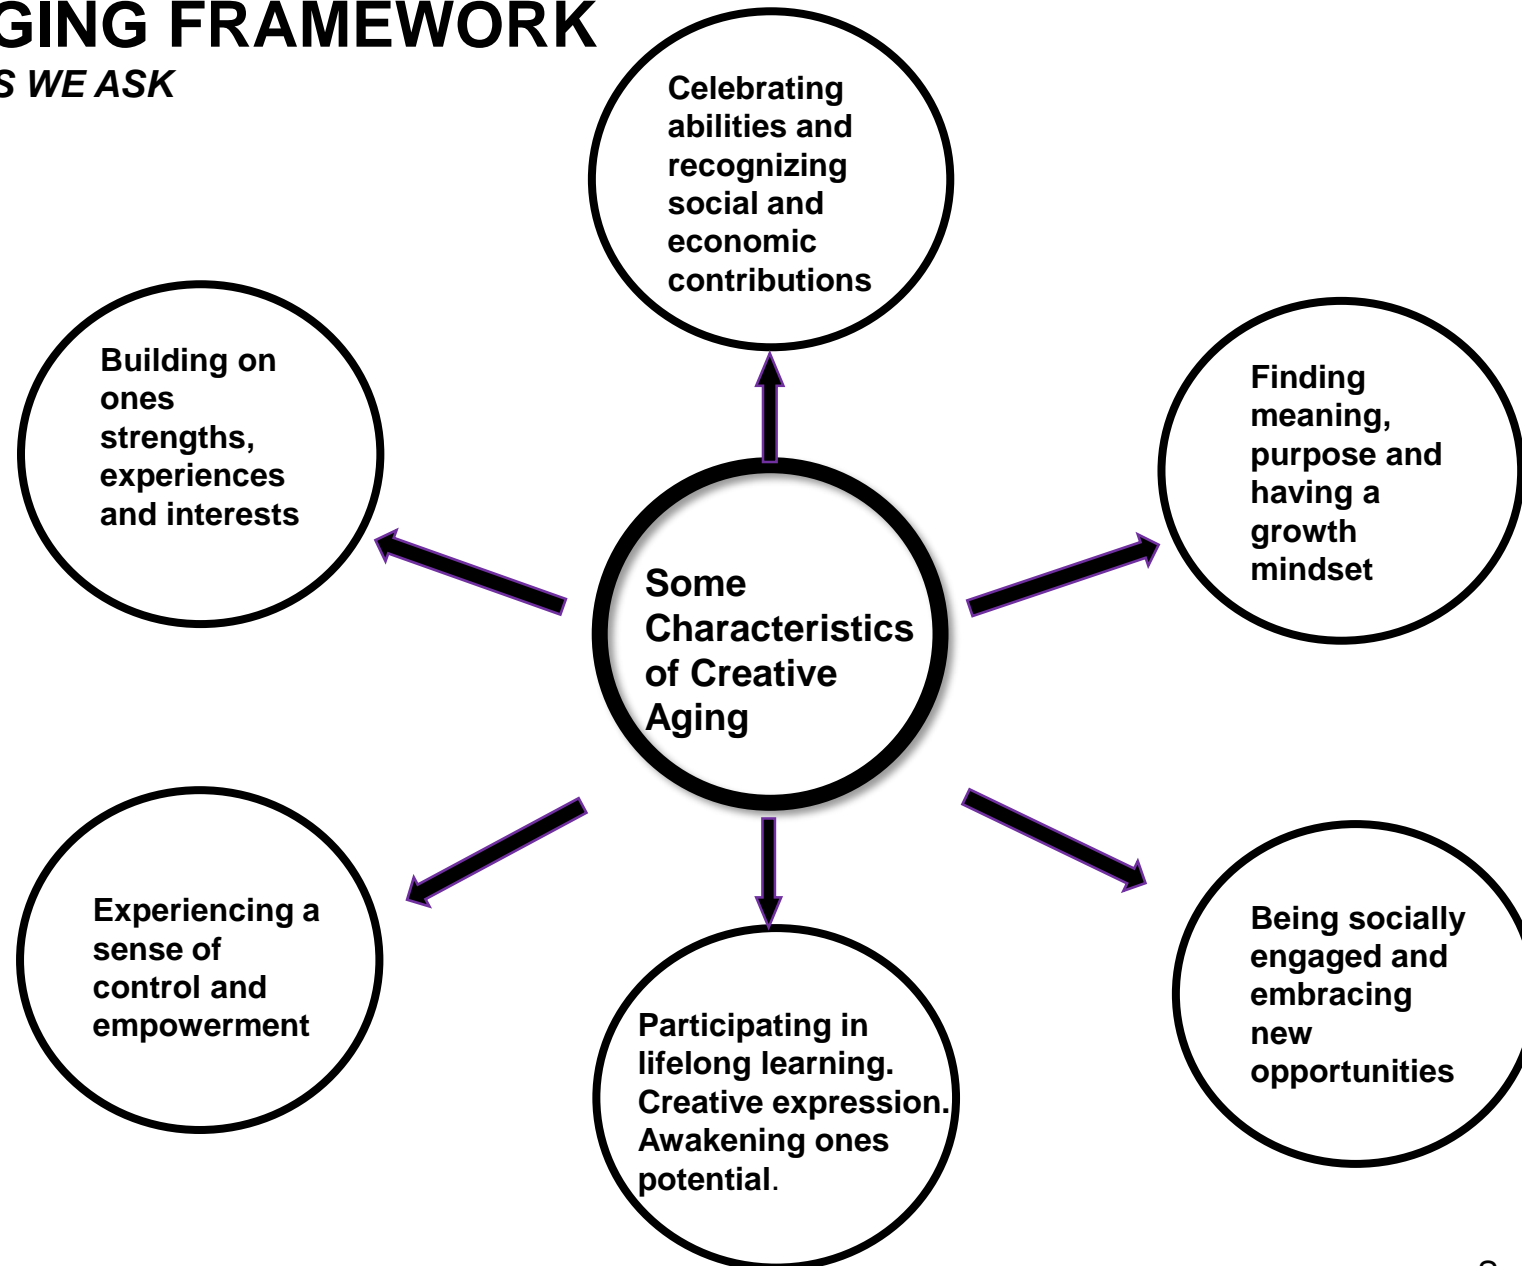 GING FRAMEWORK
S WE ASK
Celebrating
abilities and
recognizing
social and
economic
contributions
Building on
ones
strengths,
experiences
and interests
Finding
meaning,
purpose and
having a
growth
mindset
Some
Characteristics
of Creative
Aging
Experiencing a
sense of
control and
empowerment
Participating in
lifelong learning.
Creative expression.
Awakening ones
potential.
Being socially
engaged and
embracing
new
opportunities